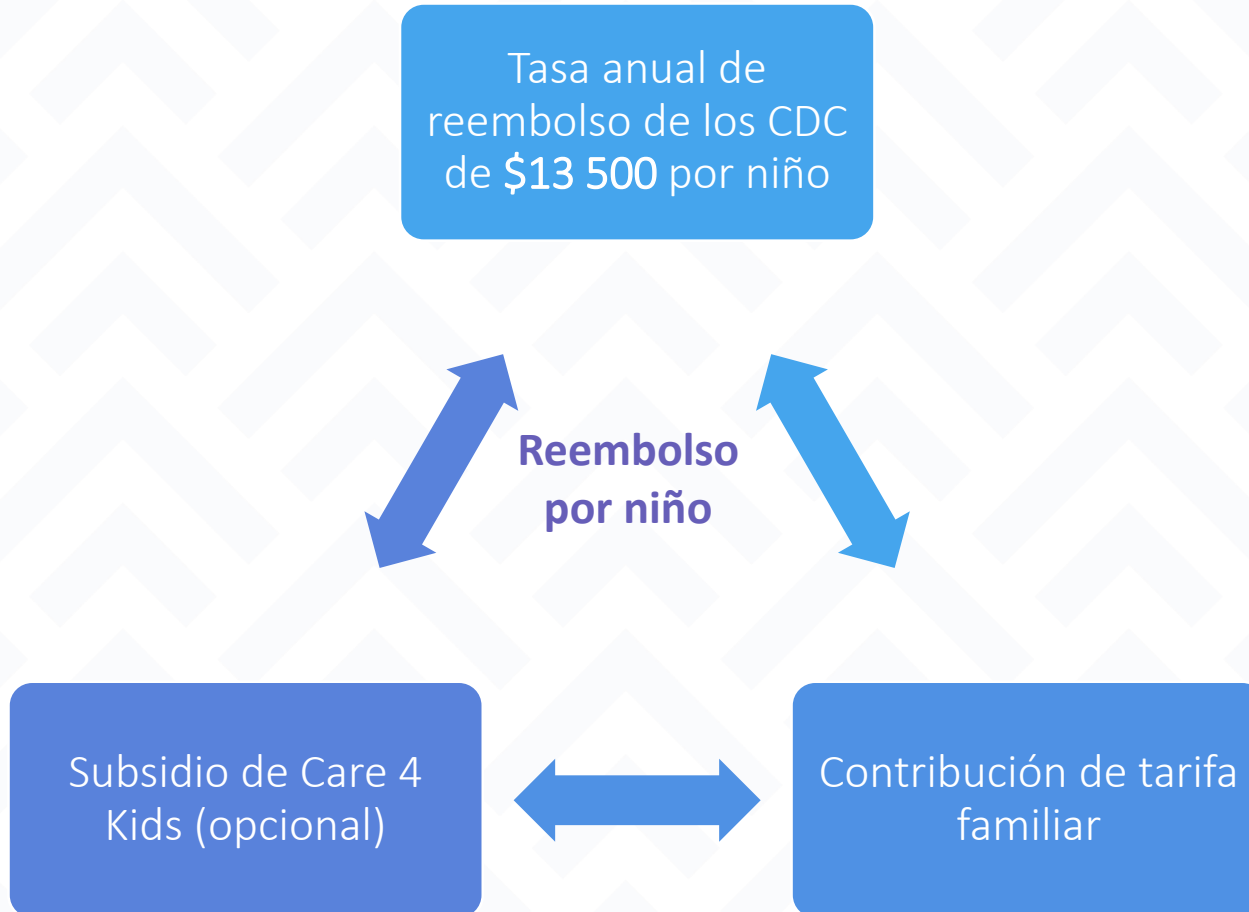 Tasa anual de
reembolso de los CDC
de $13 500 por niño
Reembolso
por niño
Subsidio de Care 4
Kids (opcional)
Contribución de tarifa
familiar